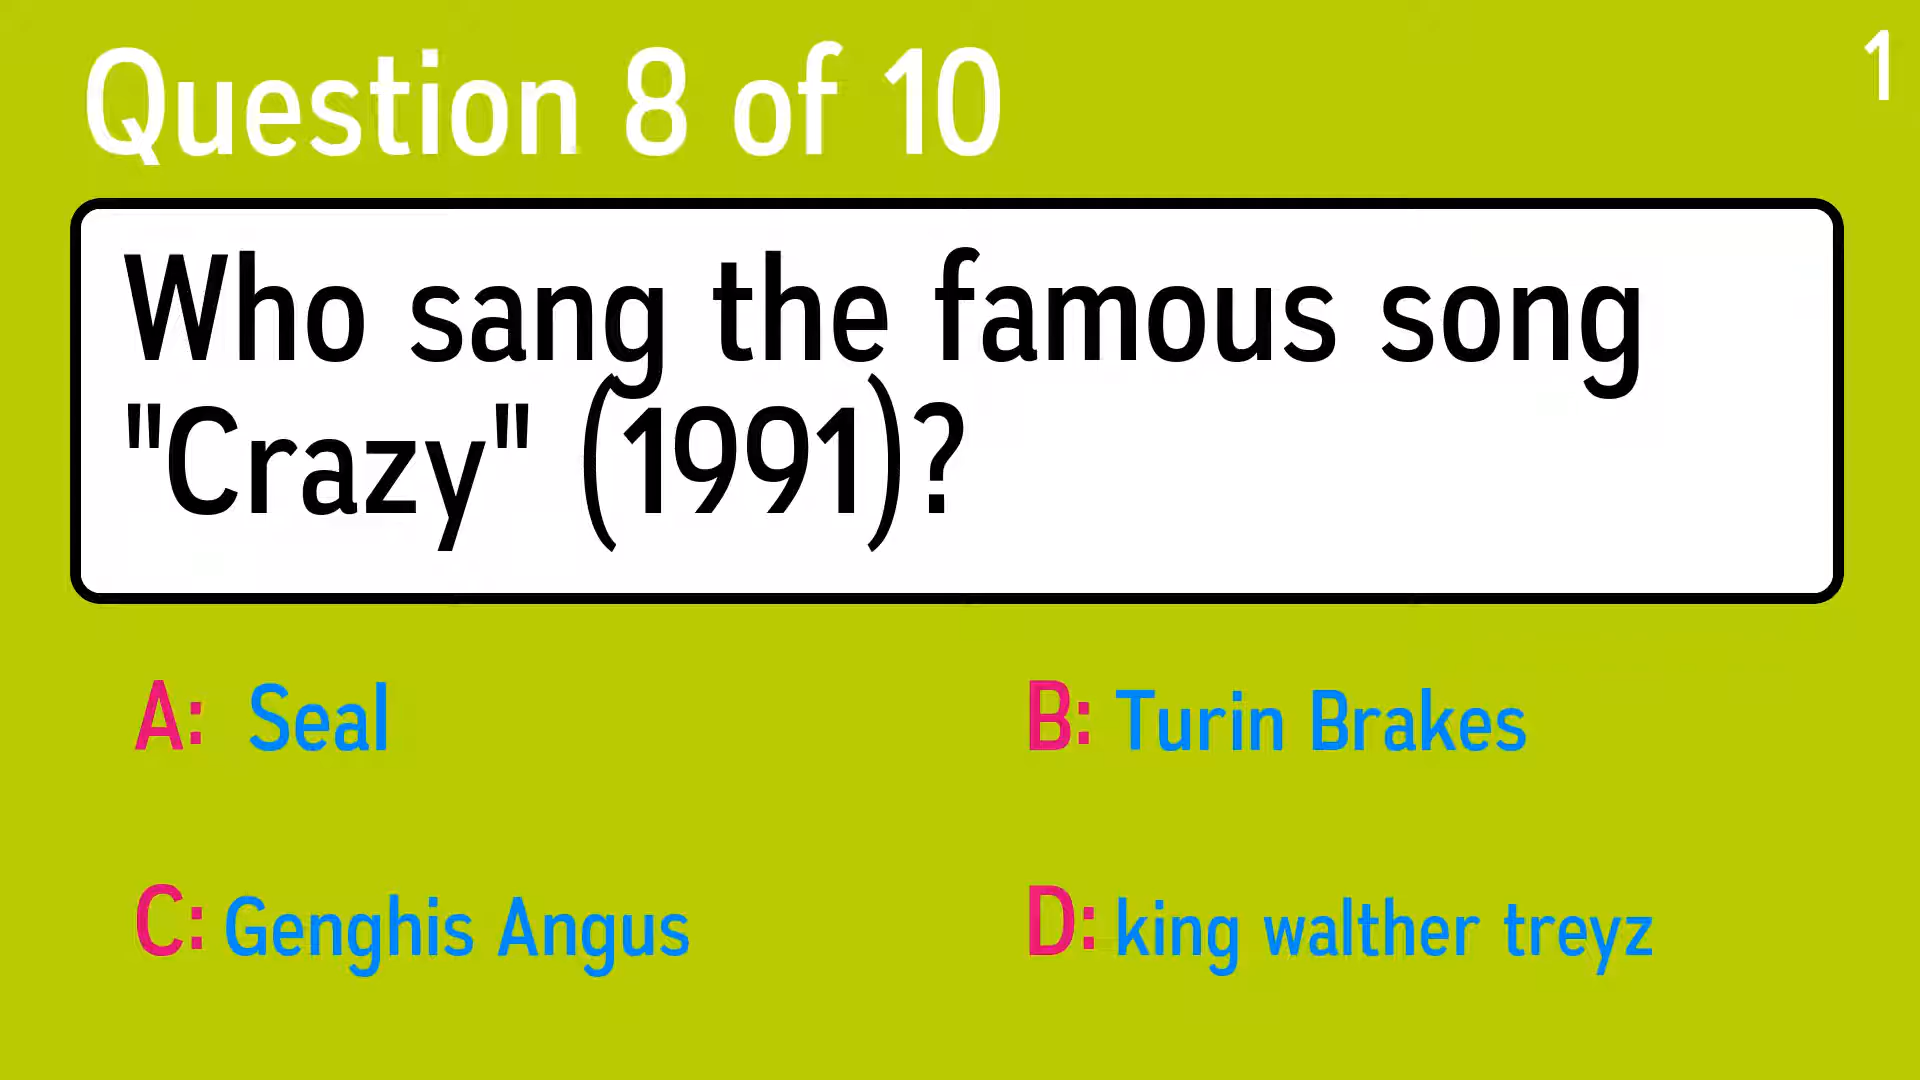 Question 8 of 10
1
Who sang the famous song
"Crazy" (1991)?
A: Seal
B: Turin Brakes
C: Genghis Angus
D: king walther treyz